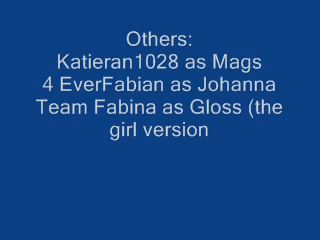 Others:
Katieran1028 as Mags
4 EverFabian as Johanna
Team Fabina as Gloss (the
girl version